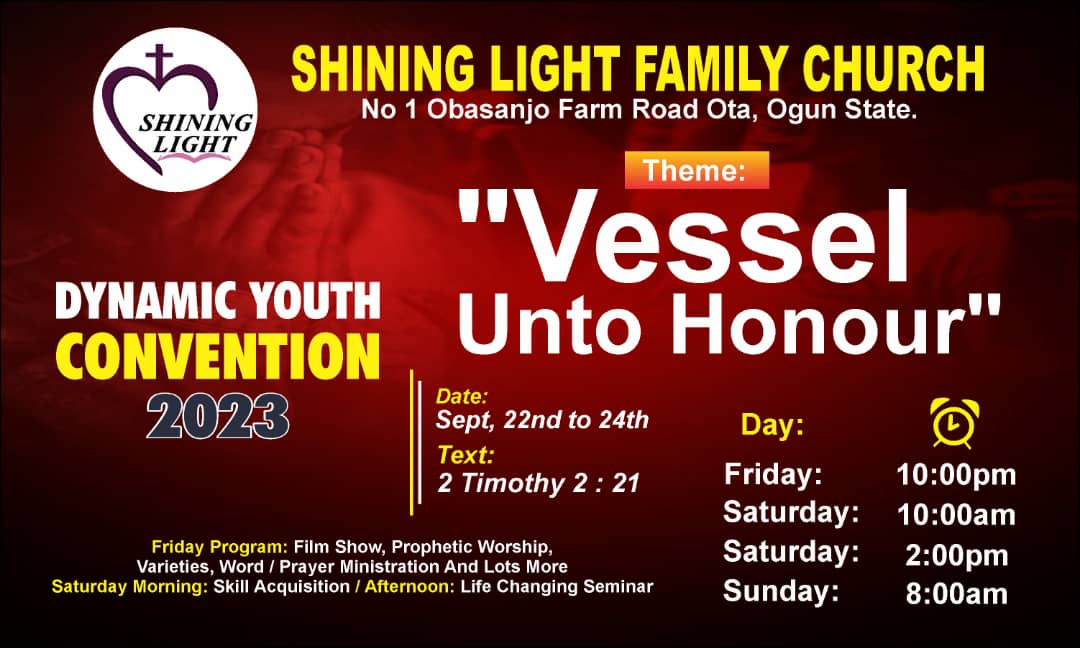 SHINING
LIGHT
SHINING LIGHT FAMILY CHURCH
No 1 Obasanjo Farm Road Ota, Ogun State.
Theme:
"Vessel
Unto Honour"
DYNAMIC YOUTH
CONVENTION
2023
Date:
Sept, 22nd to 24th
Text:
2 Timothy 2 : 21
Day:
Friday: 10:00pm
Saturday: 10:00am
Saturday: 2:00pm
Sunday: 8:00am
Friday Program: Film Show, Prophetic Worship,
Varieties, Word / Prayer Ministration And Lots More
Saturday Morning: Skill Acquisition / Afternoon: Life Changing Seminar